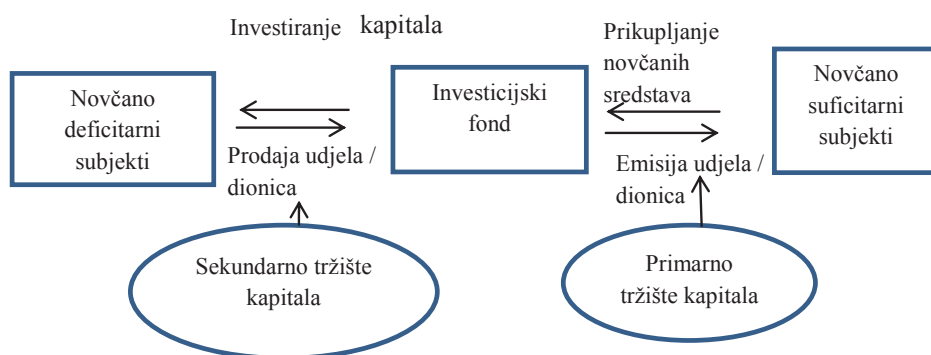 Investiranje kapitala
Prikupljanje
novčanih
sredstava
Novčano
deficitarni
subjekti
Investicijski
fond
Novčano
suficitarni
subjekti
Prodaja udjela /
dionica
Emisija udjela /
dionica
Sekundarno tržište
kapitala
Primarno
tržište kapitala